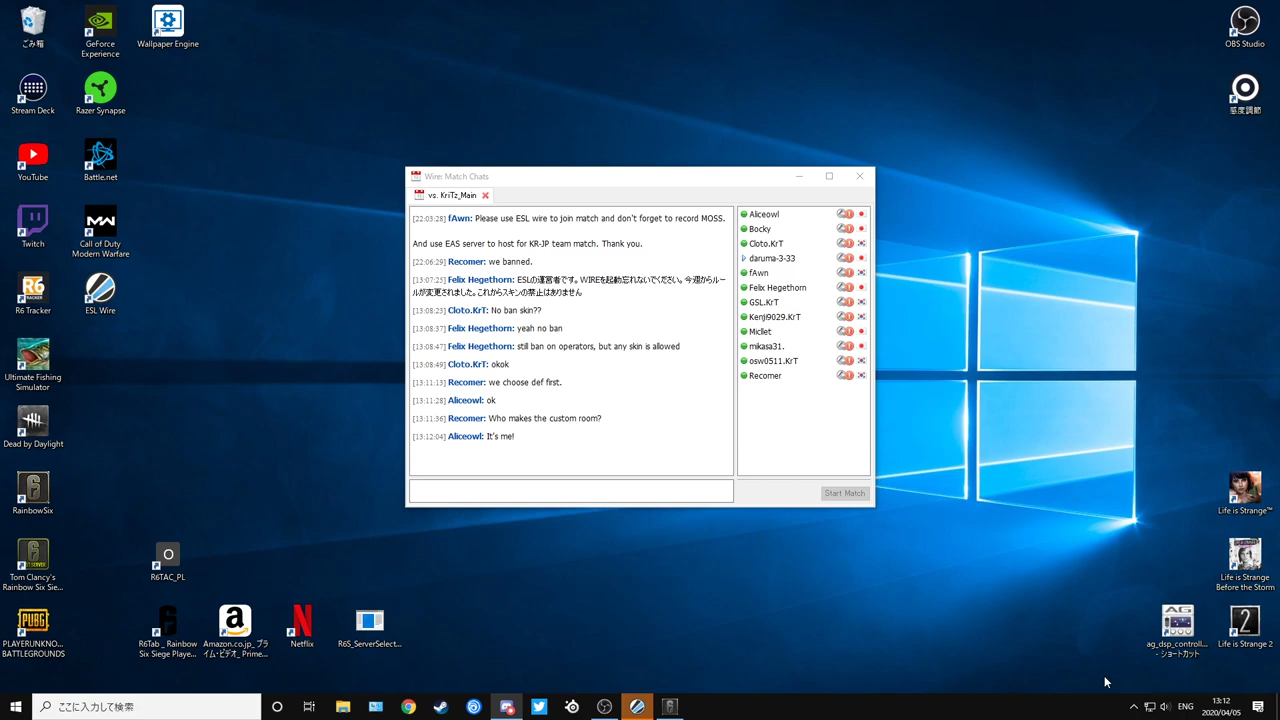 ごみ箱
GeForce
Experience
Wallpaper Engine
OBS Studio
Stream Deck
Razer Synapse
感度調節
YouTube
Battle.net
Twitch
Call of Duty
Modern Warfare
R6 Tracker
ESL Wire
Ultimate Fishing
Simulator
Dead by Daylight
RainbowSix
Tom Clancy's
Rainbow Six Sie...
R6TAC_PL
PLAYERUNKNO...
BATTLEGROUNDS
R6Tab _ Rainbow
Six Siege Playe...
Amazon.co.jp_ プラ
イム・ビデオ_ Prime...
Netflix
R6S_ServerSelect...
Life is Strange™
Life is Strange
Before the Storm
ag_dsp_controll...
- ショートカット
Life is Strange 2
Wire: Match Chats
vs. KriTz_Main
[22:03:28] fAwn: Please use ESL wire to join match and don't forget to record MOSS.
And use EAS server to host for KR-JP team match. Thank you.
[22:06:29] Recomer: we banned.
[13:07:25] Felix Hegethorn: ESLの運営者です。WIREを起動忘れないでください。今週からルー
ルが変更されました。これからスキンの禁止はありません
[13:08:23] Cloto.KrT: No ban skin??
[13:08:37] Felix Hegethorn: yeah no ban
[13:08:47] Felix Hegethorn: still ban on operators, but any skin is allowed
[13:08:49] Cloto.KrT: okok
[13:11:13] Recomer: we choose def first.
[13:11:28] Aliceowl: ok
[13:11:36] Recomer: Who makes the custom room?
[13:12:04] Aliceowl: It's me!
Aliceowl
Bocky
Cloto.KrT
daruma-3-33
fAwn
Felix Hegethorn
GSL.KrT
Kenji9029.KrT
Micllet
mikasa31.
osw0511.KrT
Recomer
Start Match
ここに入力して検索
ENG
13:12
2020/04/05